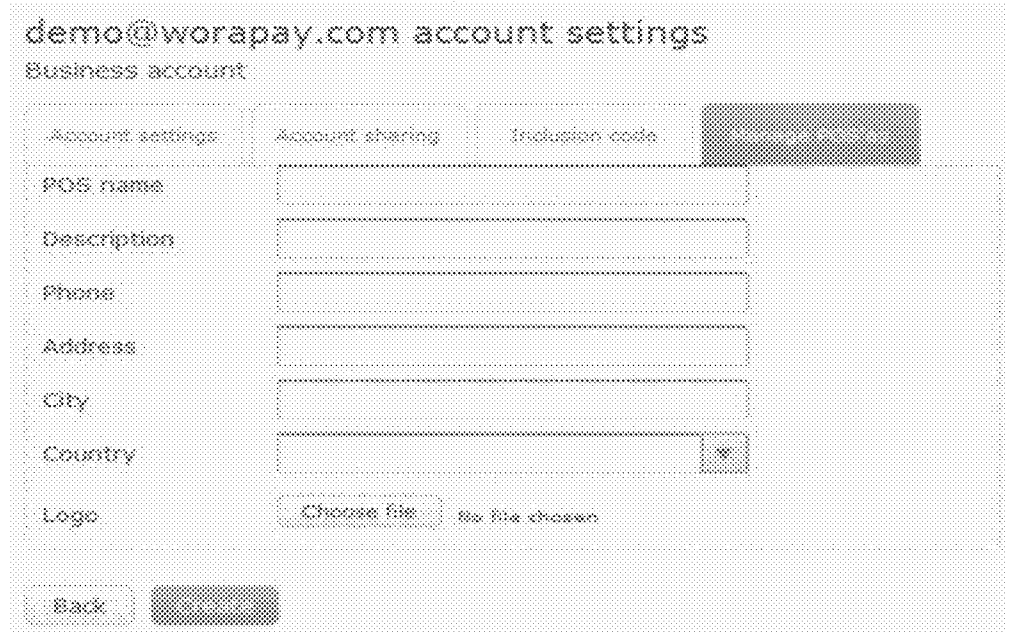 demo@worapay.com account settings
Business account
Account settings Account sharing Inclusion code
POS name
Description
Phone
Address
City
Country
Logo Choose file No file chosen
Back